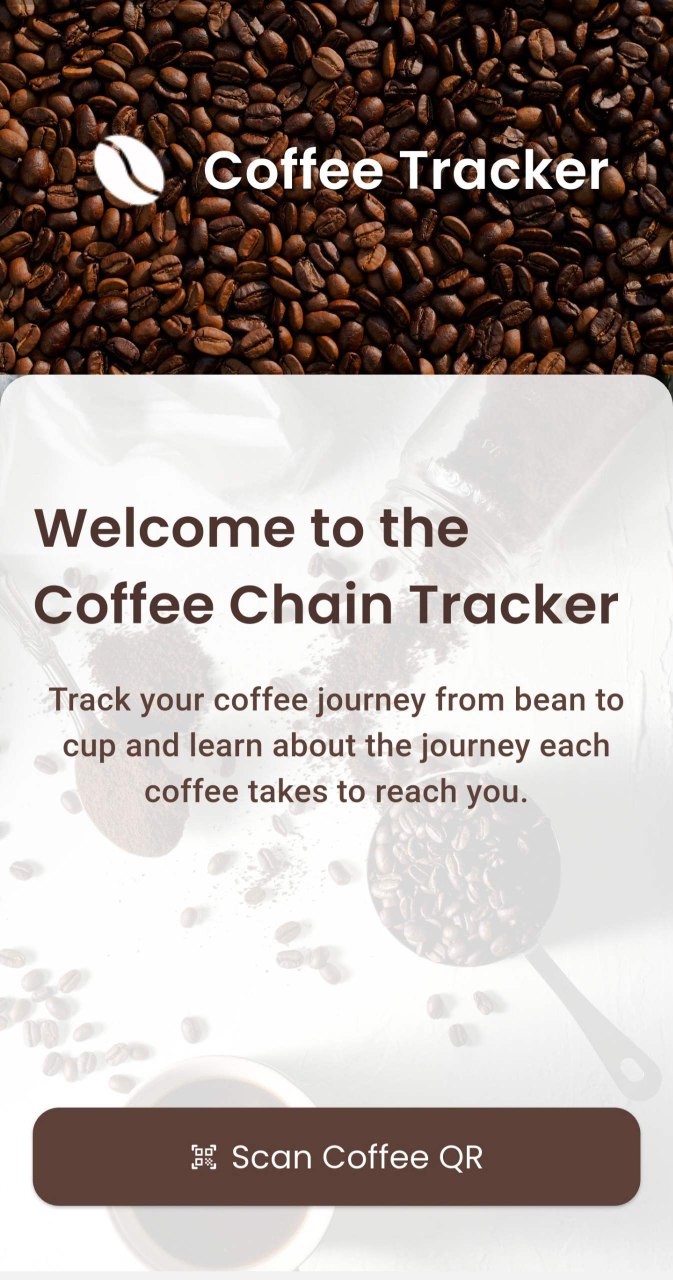 Coffee Tracker
Welcome to the
Coffee Chain Tracker
Track your coffee journey from bean to
cup and learn about the journey each
coffee takes to reach you.
Scan Coffee QR